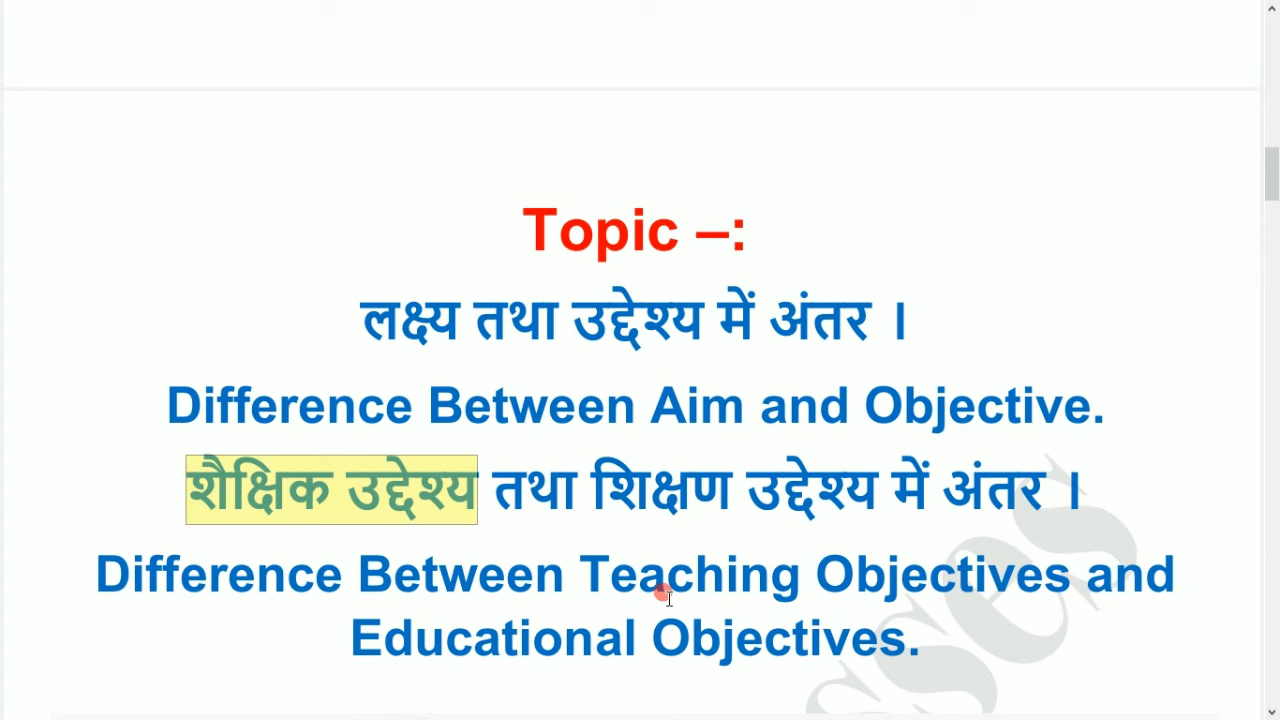 Topic –:
लक्ष्य तथा उद्देश्य में अंतर ।
Difference Between Aim and Objective.
शैक्षिक उद्देश्य तथा शिक्षण उद्देश्य में अंतर ।
Difference Between Teaching Objectives and
Educational Objectives.